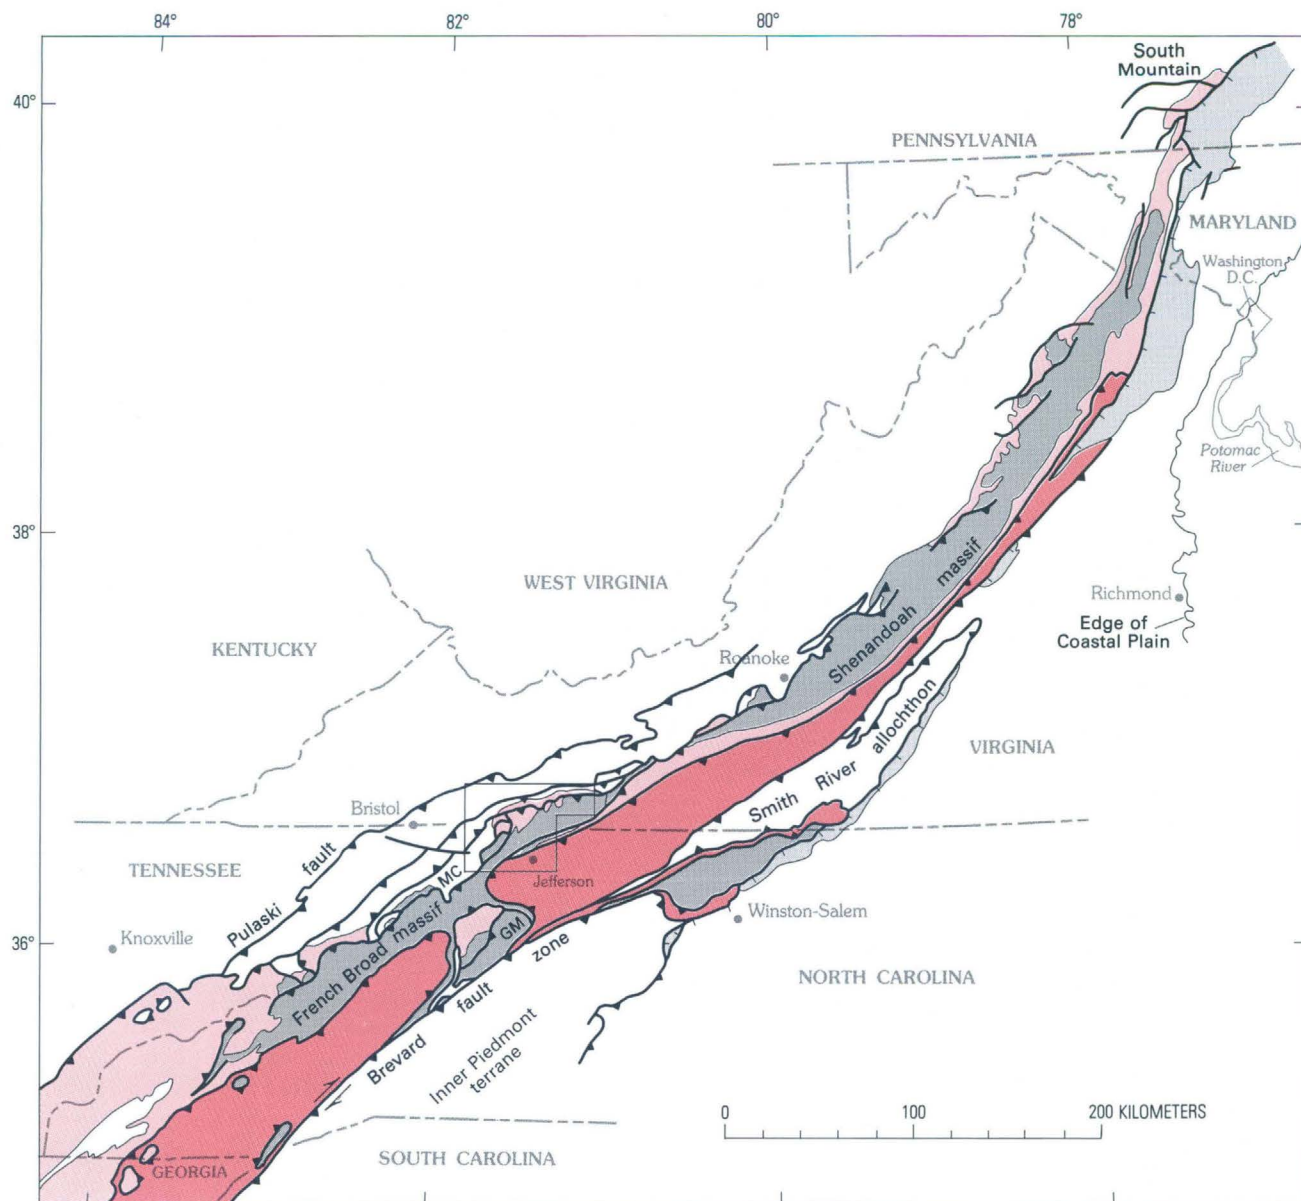 84°
82°
80°
78°
South
Mountain
40°
PENNSYLVANIA
MARYLAND
Washington
D.C.
Potomac
River
38°
massif
WEST VIRGINIA
Richmond
Edge of
Coastal Plain
Shenandoah
KENTUCKY
Roanoke
allochthon
VIRGINIA
River
Smith
Bristol
TENNESSEE
fault
MC
Jefferson
Pulaski
massif
GM
Winston-Salem
Knoxville
36°
French Broad
zone
fault
NORTH CAROLINA
Brevard
Inner Piedmont
terrane
0
100
200 KILOMETERS
GEORGIA
SOUTH CAROLINA